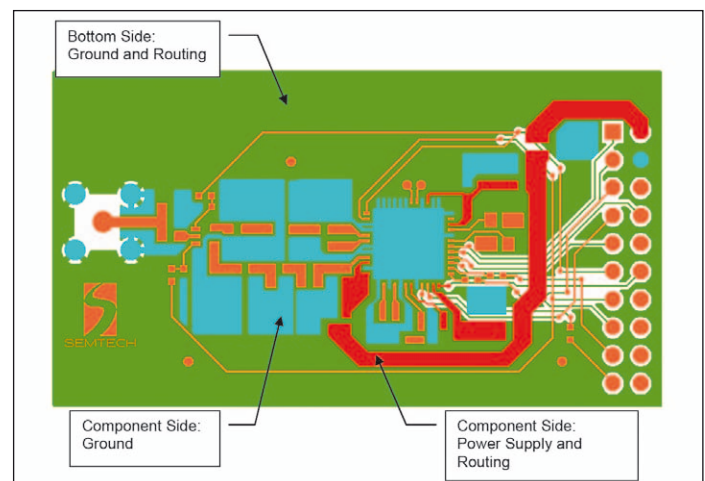 Bottom Side:
Ground and Routing
SEMTECH
Component Side:
Ground
Component Side:
Power Supply and
Routing